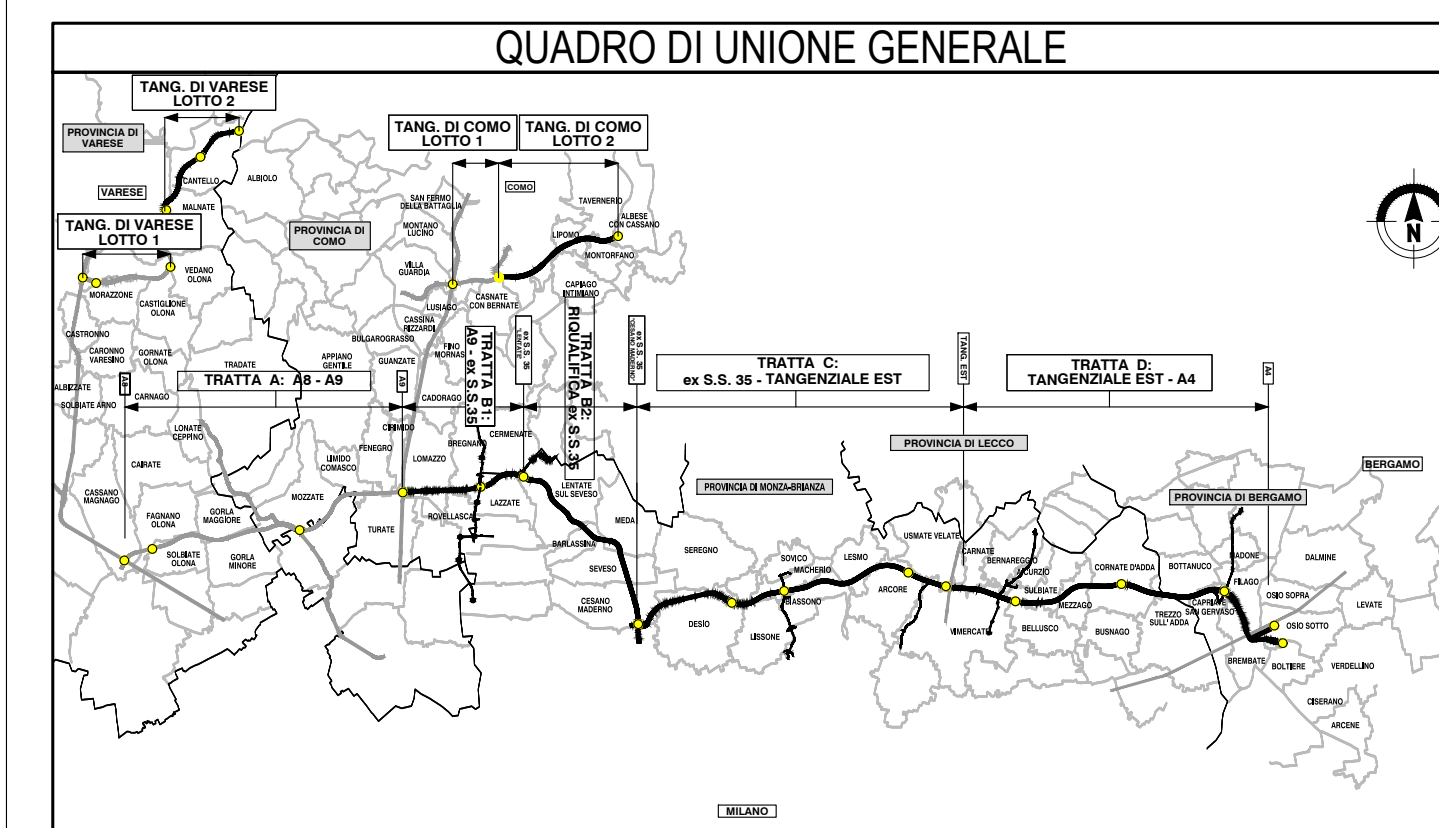 QUADRO DI UNIONE GENERALE
TANG. DI VARESE
LOTTO 2
PROVINCIA DI
VARESE
CANTELLO
ALBIOLO
VARESE
MALNATE
TANG. DI VARESE
LOTTO 1
VEDANO
OLONA
MORAZZONE
CASTIGLIONE
OLONA
CASTRONNO
CARONNO
VARESINO
GORNATE
OLONA
ALBIZZATE
SOLBIATE ARNO
CARNAGO
TRADATE
TANG. DI COMO
LOTTO 1
TANG. DI COMO
LOTTO 2
COMO
SAN FERMO
DELLA BATTAGLIA
TAVERNERIO
ALBESE
CON CASSANO
PROVINCIA DI
COMO
MONTANO
LUCINO
LIPOMO
MONTORFANO
VILLA
GUARDIA
CAPIAGO
INTIMIANO
LUSIAGO
CASNATE
CON BERNATE
CASSINA
RIZZARDI
BULGAROGRASSO
FINO
MORNAS
APPIANO
GENTILE
GUANZATE
N
A8
TRATTA A: A8 - A9
A9
CADORAGO
TRATTA B1:
A9 - ex S.S.35
ex S.S. 35
"LENTATE"
TRATTA B2:
RIQUALIFICA ex S.S.35
ex S.S. 35
"CESANO MADERNO"
TRATTA C:
ex S.S. 35 - TANGENZIALE EST
TANG. EST
TRATTA D:
TANGENZIALE EST - A4
A4
LONATE
CEPPINO
CIRIMIDO
FENEGRO
BREGNANO
CERMENATE
LOMAZZO
LIMIDO
COMASCO
CAIRATE
MOZZATE
CASSANO
MAGNAGO
FAGNANO
OLONA
GORLA
MAGGIORE
SOLBIATE
OLONA
GORLA
MINORE
TURATE
ROVELLASCA
LAZZATE
LENTATE
SUL SEVESO
BARLASSINA
MEDA
SEVESO
CESANO
MADERNO
PROVINCIA DI LECCO
PROVINCIA DI MONZA-BRIANZA
BERGAMO
PROVINCIA DI BERGAMO
SEREGNO
SOVICO
MACHERIO
LESMO
USMATE VELATE
CARNATE
BERNAREGGIO
AICURZIO
SULBIATE
CORNATE D'ADDA
BOTTANUCO
MADONE
DALMINE
FILAGO
OSIO SOPRA
LEVATE
ARCORE
BIASSONO
DESIO
LISSONE
VIMERCATE
BELLUSCO
MEZZAGO
BUSNAGO
TREZZO
SULL' ADDA
CAPRIATE
SAN GERVASO
OSIO SOTTO
BREMBATE
BOLTIERE
VERDELLINO
CISERANO
ARCENE
MILANO